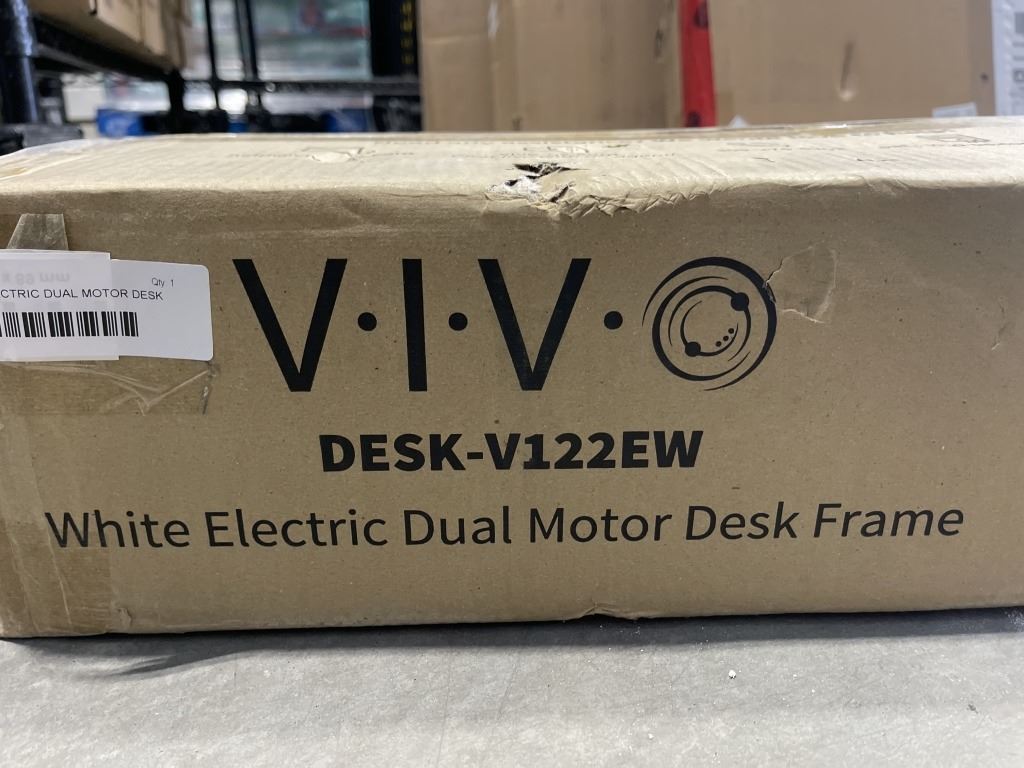 Qty 1
CTRIC DUAL MOTOR DESK
V·I·V·O
DESK-V122EW
White Electric Dual Motor Desk Frame